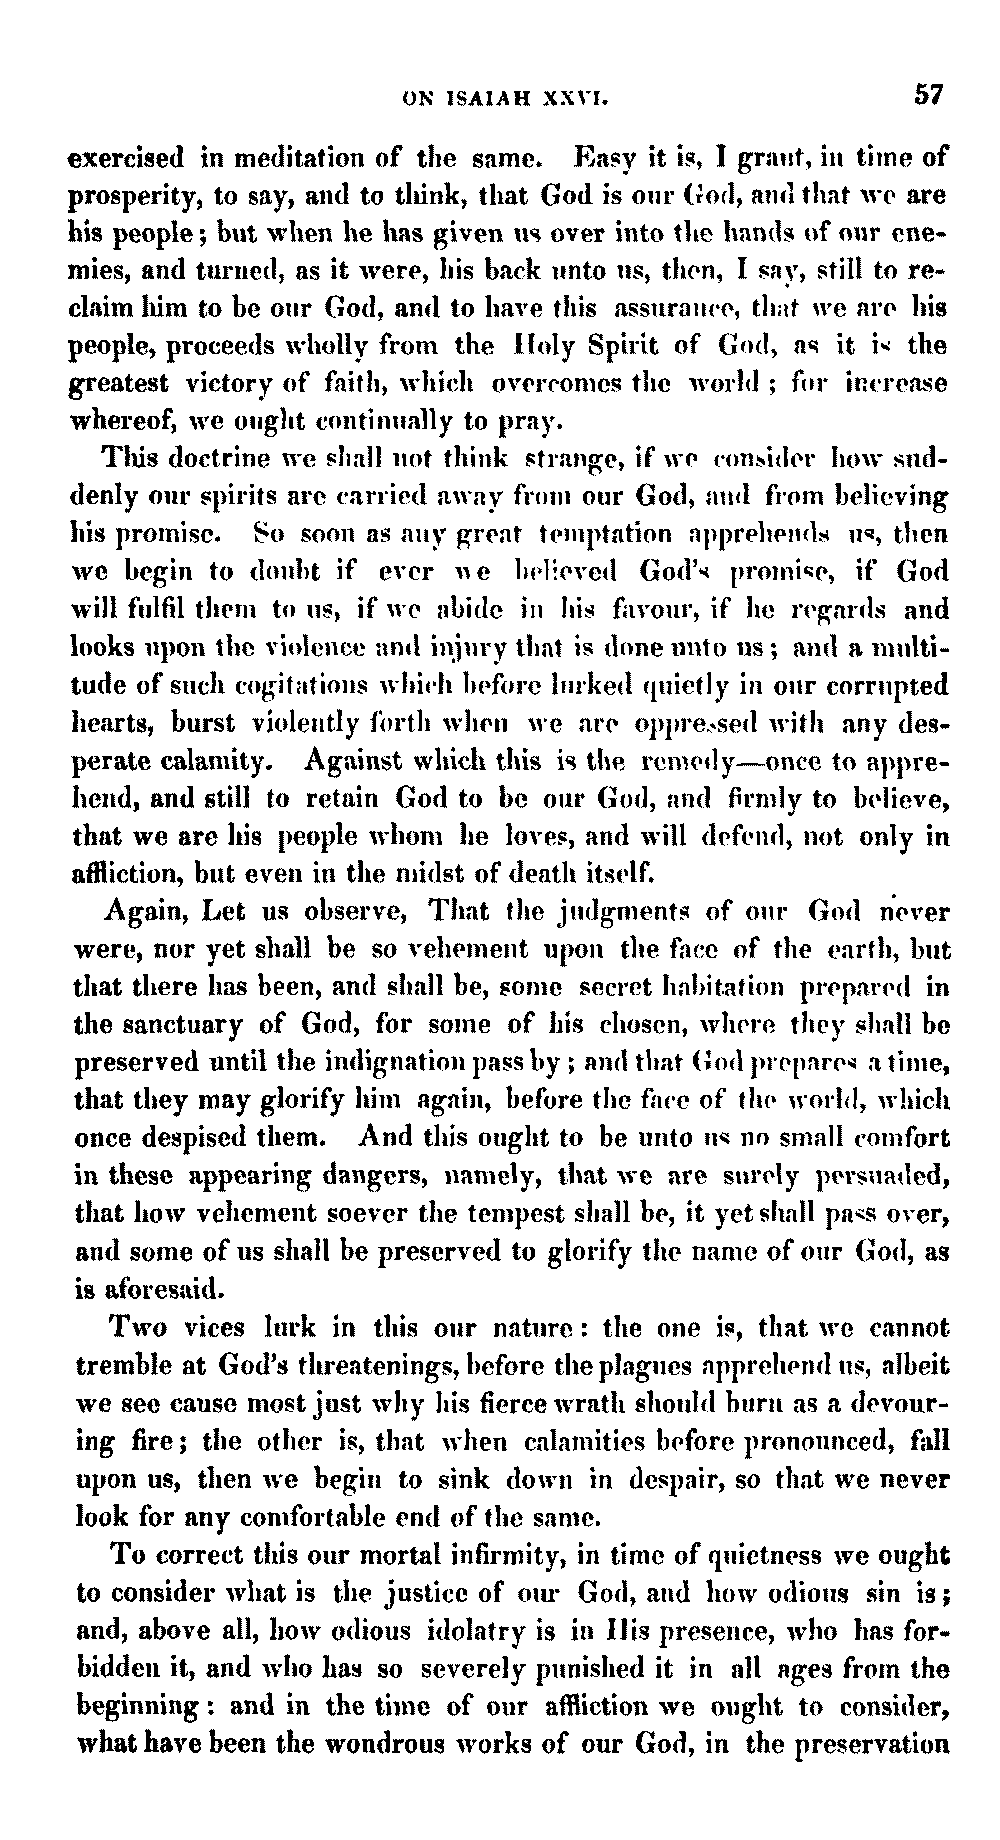 ON ISAIAH XXVI. 57
exercised in meditation of the same. Easy it is, I grant, in time of
prosperity, to say, and to think, that God is our God, and that we are
his people; but when he has given us over into the hands of our ene-
mies, and turned, as it were, his back unto us, then, I say, still to re-
claim him to be our God, and to have this assurance, that we are his
people, proceeds wholly from the Holy Spirit of God, as it is the
greatest victory of faith, which overcomes the world ; for increase
whereof, we ought continually to pray.
This doctrine we shall not think strange, if we consider how sud-
denly our spirits are carried away from our God, and from believing
his promise. So soon as any great temptation apprehends us, then
we begin to doubt if ever we believed God's promise, if God
will fulfil them to us, if we abide in his favour, if he regards and
looks upon the violence and injury that is done unto us; and a multi-
tude of such cogitations which before lurked quietly in our corrupted
hearts, burst violently forth when we are oppressed with any des-
perate calamity. Against which this is the remedy—once to appre-
hend, and still to retain God to be our God, and firmly to believe,
that we are his people whom he loves, and will defend, not only in
affliction, but even in the midst of death itself.
Again, Let us observe, That the judgments of our God never
were, nor yet shall be so vehement upon the face of the earth, but
that there has been, and shall be, some secret habitation prepared in
the sanctuary of God, for some of his chosen, where they shall be
preserved until the indignation pass by ; and that God prepares a time,
that they may glorify him again, before the face of the world, which
once despised them. And this ought to be unto us no small comfort
in these appearing dangers, namely, that we are surely persuaded,
that how vehement soever the tempest shall be, it yet shall pass over,
and some of us shall be preserved to glorify the name of our God, as
is aforesaid.
Two vices lurk in this our nature : the one is, that we cannot
tremble at God's threatenings, before the plagues apprehend us, albeit
we see cause most just why his fierce wrath should burn as a devour-
ing fire; the other is, that when calamities before pronounced, fall
upon us, then we begin to sink down in despair, so that we never
look for any comfortable end of the same.
To correct this our mortal infirmity, in time of quietness we ought
to consider what is the justice of our God, and how odious sin is;
and, above all, how odious idolatry is in His presence, who has for-
bidden it, and who has so severely punished it in all ages from the
beginning : and in the time of our affliction we ought to consider,
what have been the wondrous works of our God, in the preservation